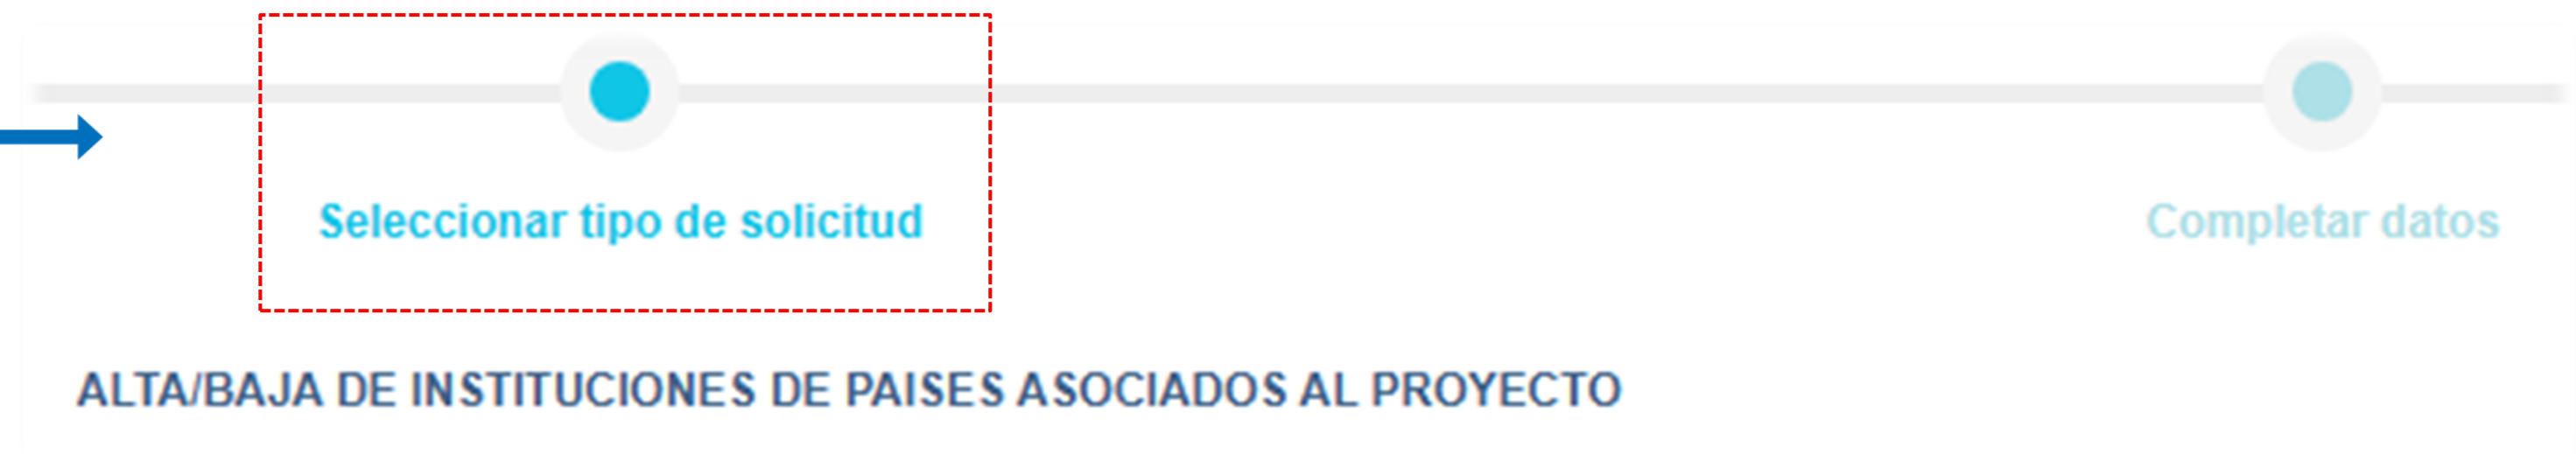 Seleccionar tipo de solicitud
Completar datos
ALTA/BAJA DE INSTITUCIONES DE PAISES ASOCIADOS AL PROYECTO